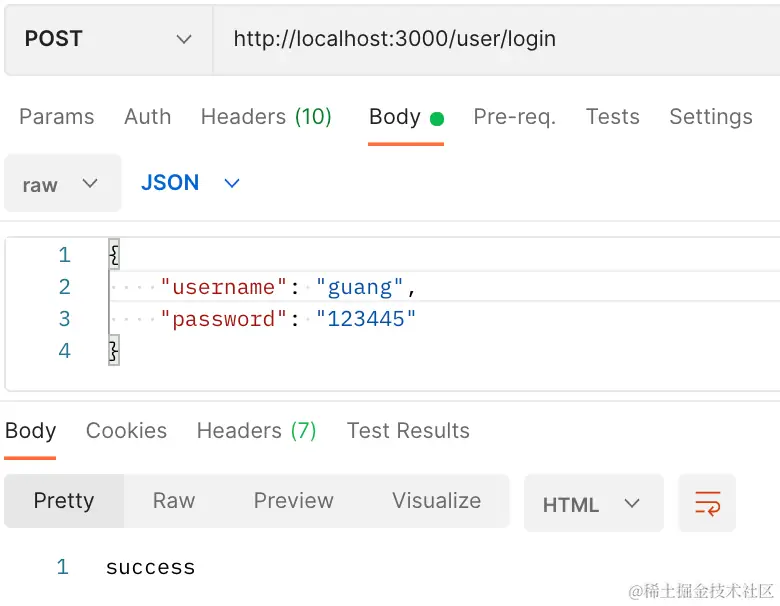 POST http://localhost:3000/user/login
Params Auth Headers (10) Body Pre-req. Tests Settings
raw JSON
1 {
2 "username": "guang",
3 "password": "123445"
4 }
Body Cookies Headers (7) Test Results
Pretty Raw Preview Visualize HTML
1 success
@稀土掘金技术社区